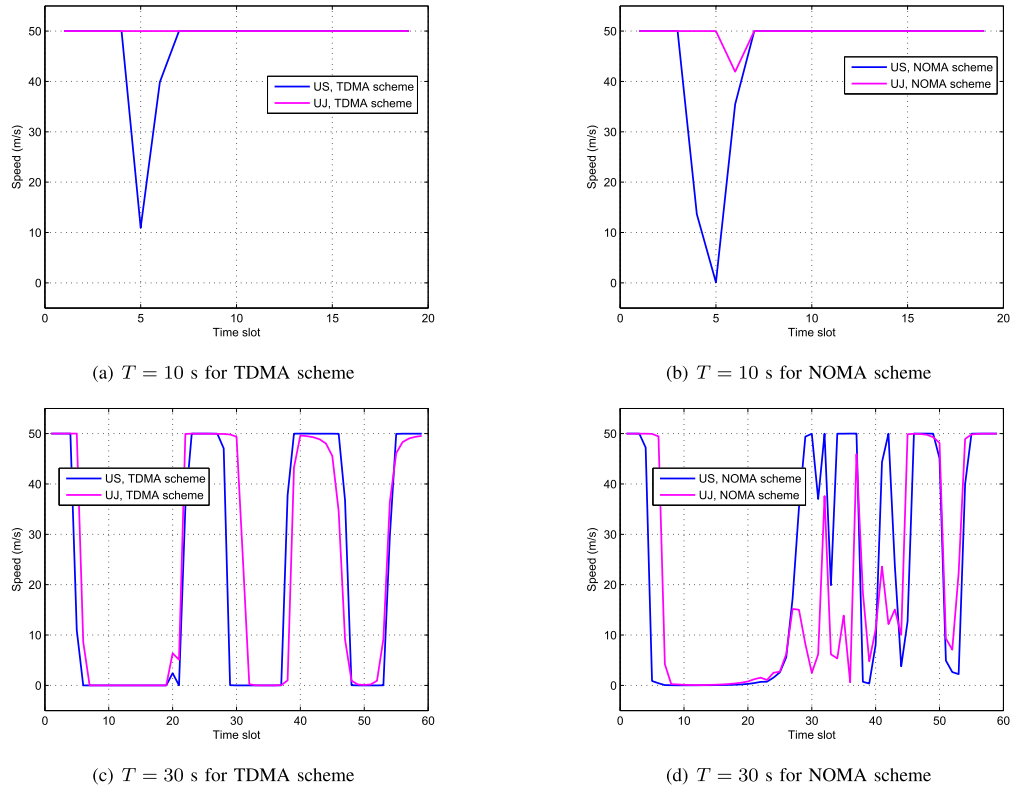 50
40
30
20
10
0
Speed (m/s)
US, TDMA scheme
UJ, TDMA scheme
0 5 10 15 20
Time slot
(a) T = 10 s for TDMA scheme
50
40
30
20
10
0
Speed (m/s)
US, NOMA scheme
UJ, NOMA scheme
0 5 10 15 20
Time slot
(b) T = 10 s for NOMA scheme
50
40
30
20
10
0
Speed (m/s)
US, TDMA scheme
UJ, TDMA scheme
0 10 20 30 40 50 60
Time slot
(c) T = 30 s for TDMA scheme
50
40
30
20
10
0
Speed (m/s)
US, NOMA scheme
UJ, NOMA scheme
0 10 20 30 40 50 60
Time slot
(d) T = 30 s for NOMA scheme